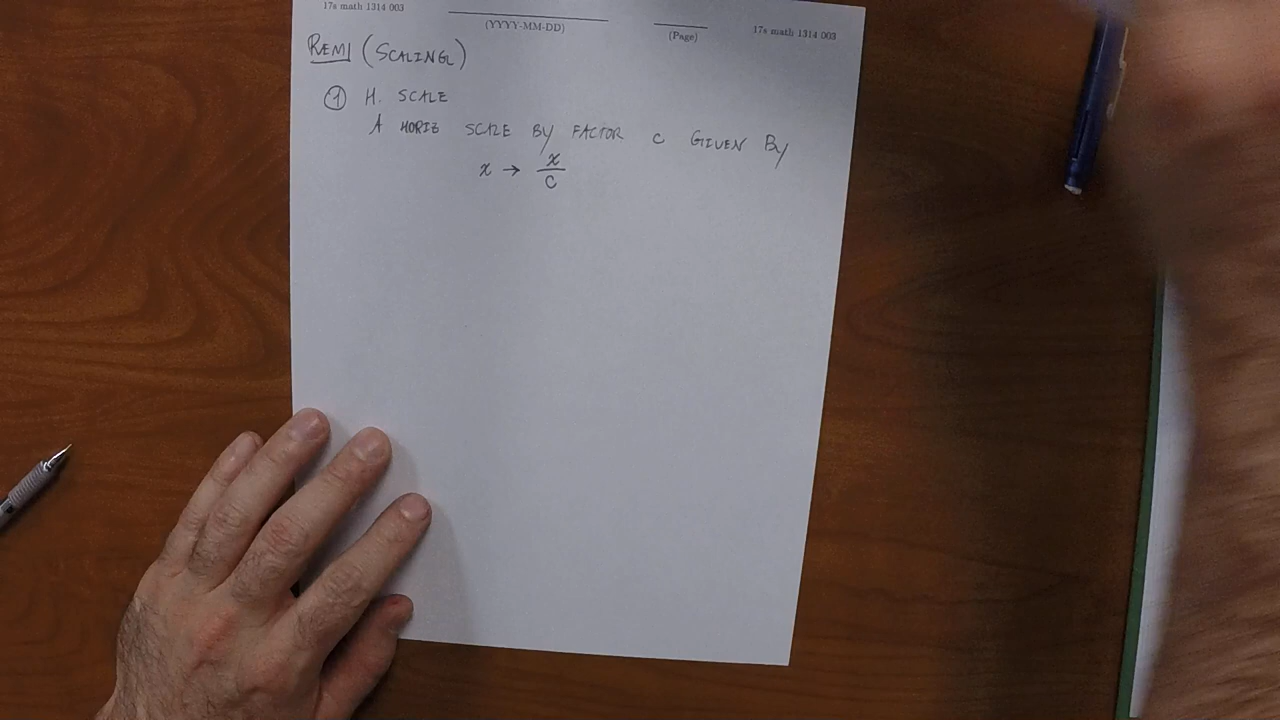 17s math 1314 003
(YYYY-MM-DD)
(Page)
17s math 1314 003
REM (SCALING)
① H. SCALE
A HORIZ SCALE BY FACTOR C GIVEN BY
x → x/c